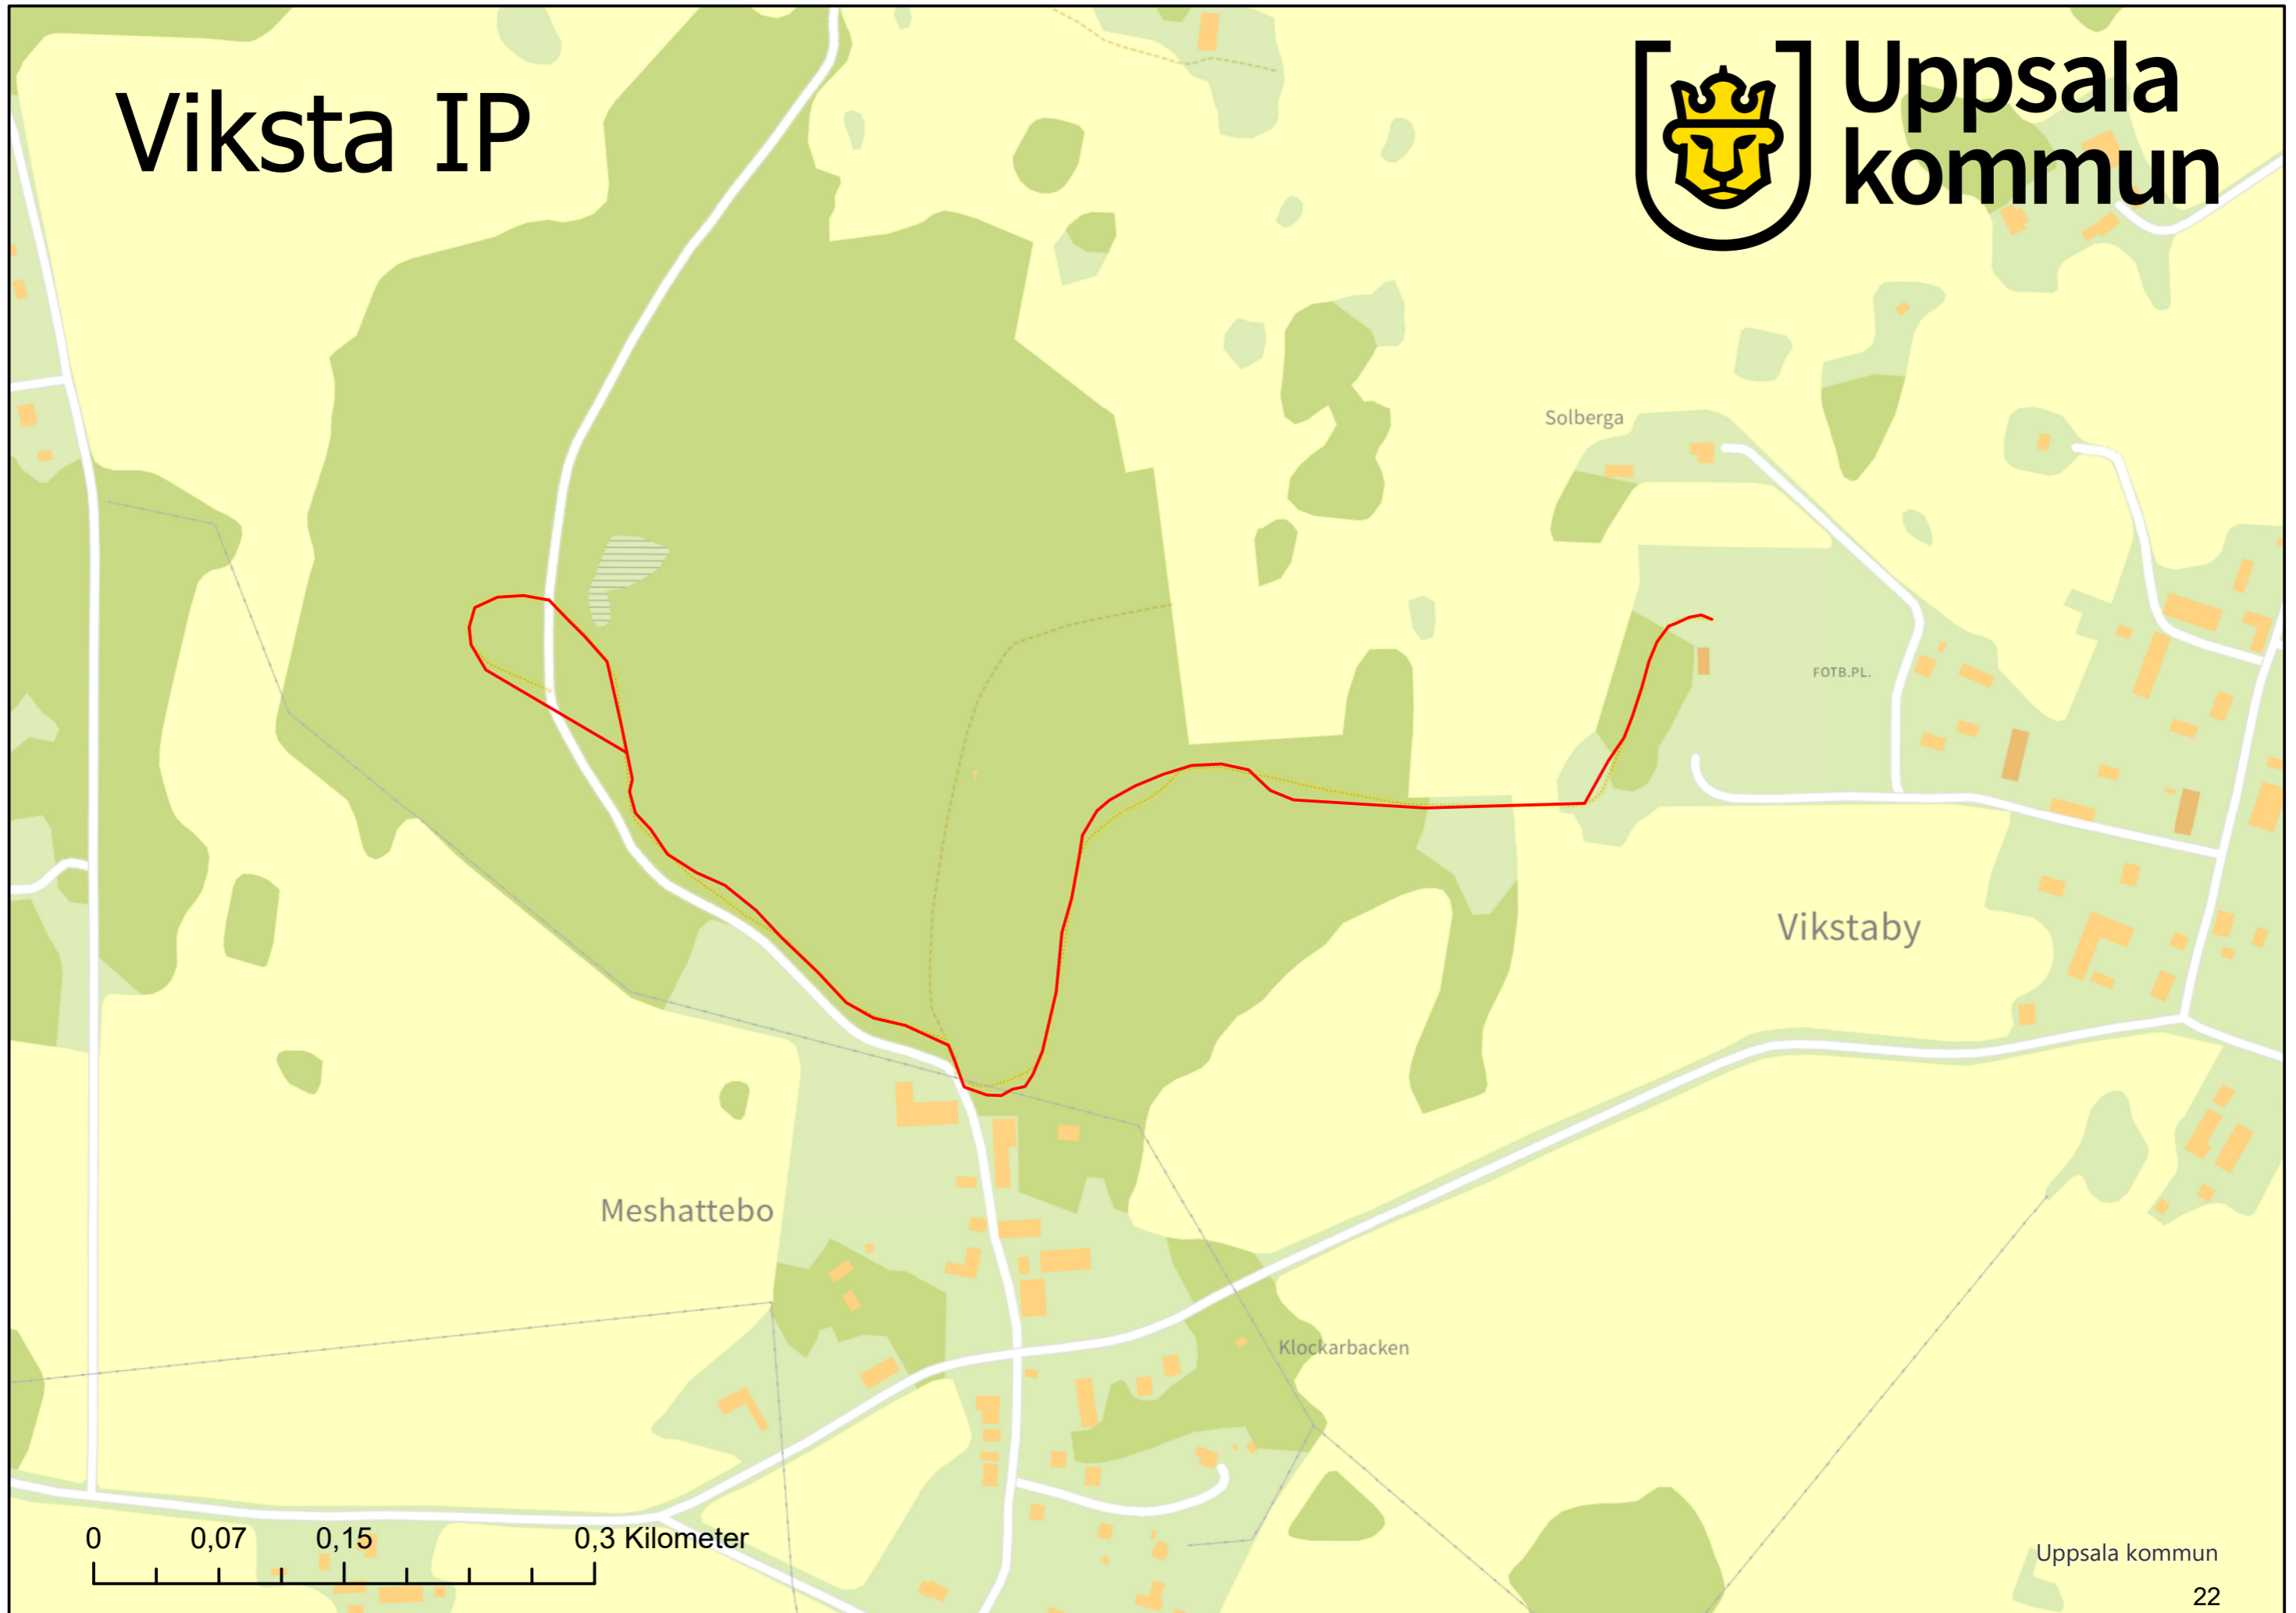 Viksta IP
Uppsala
kommun
Solberga
FOTB.PL.
Vikstaby
Meshattebo
Klockarbacken
0 0,07 0,15 0,3 Kilometer
Uppsala kommun
22